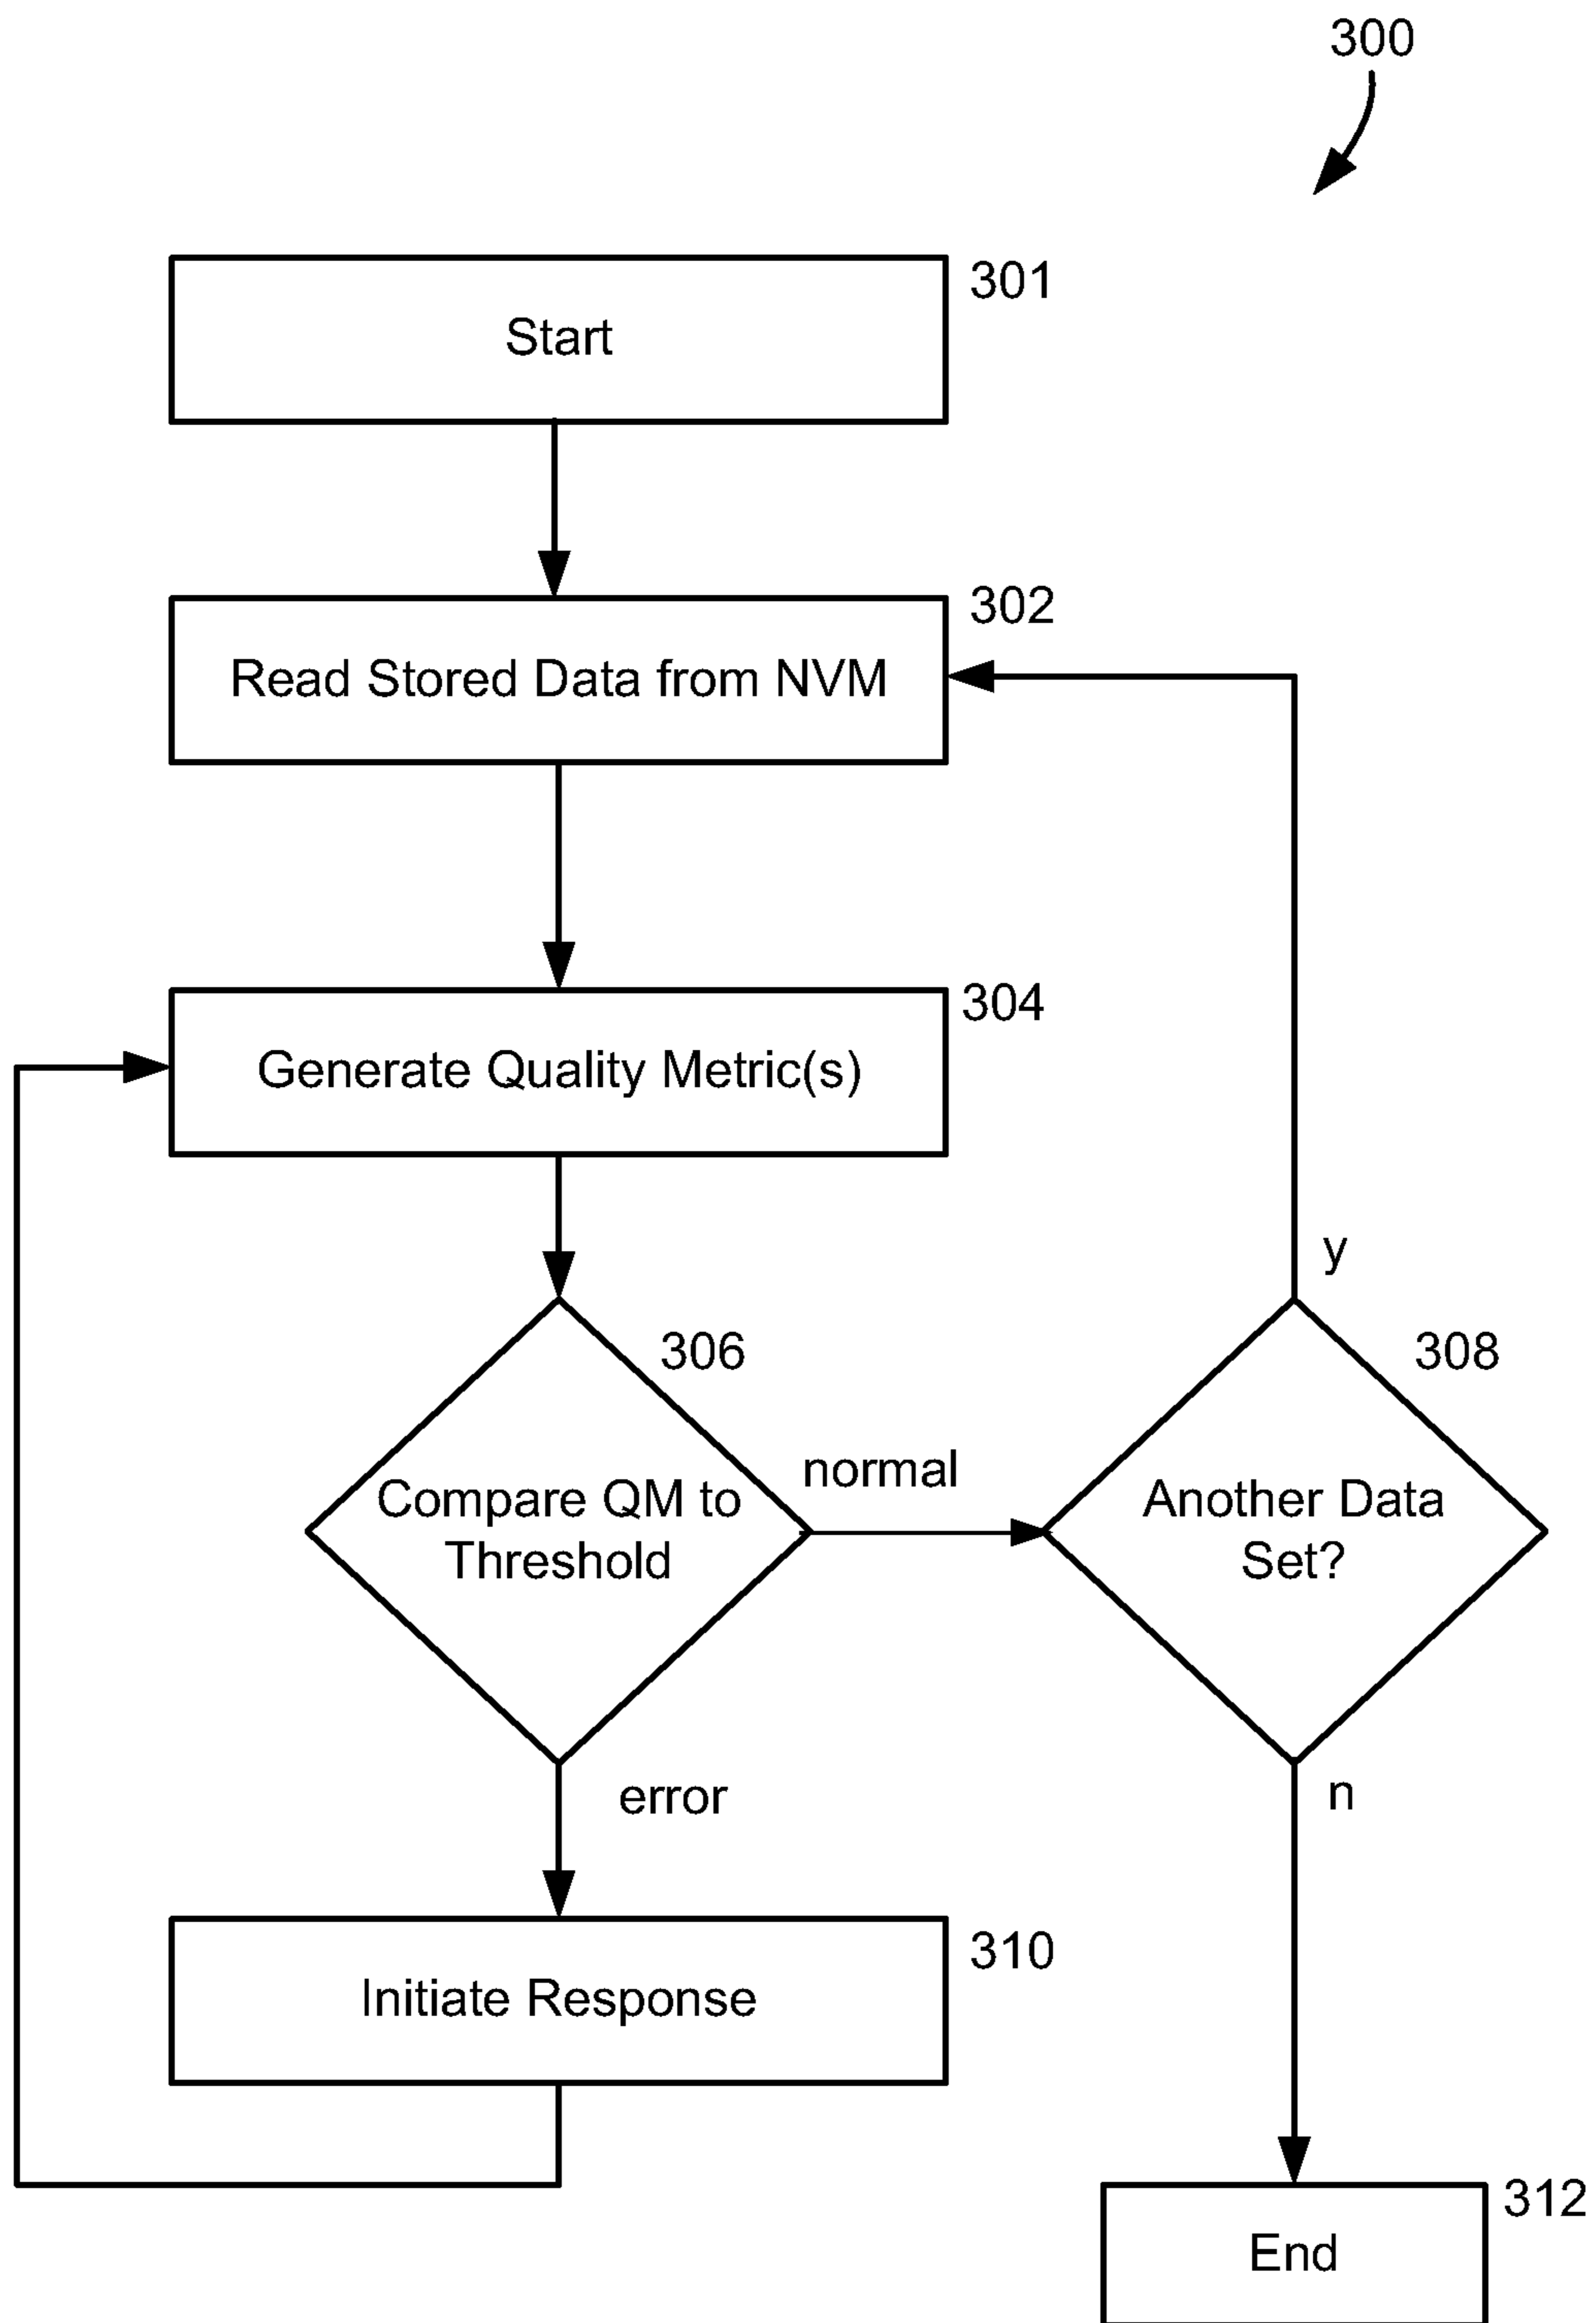 300
301
Start
302
Read Stored Data from NVM
304
Generate Quality Metric(s)
y
306
308
normal
Compare QM to
Threshold
Another Data
Set?
error
n
310
Initiate Response
312
End